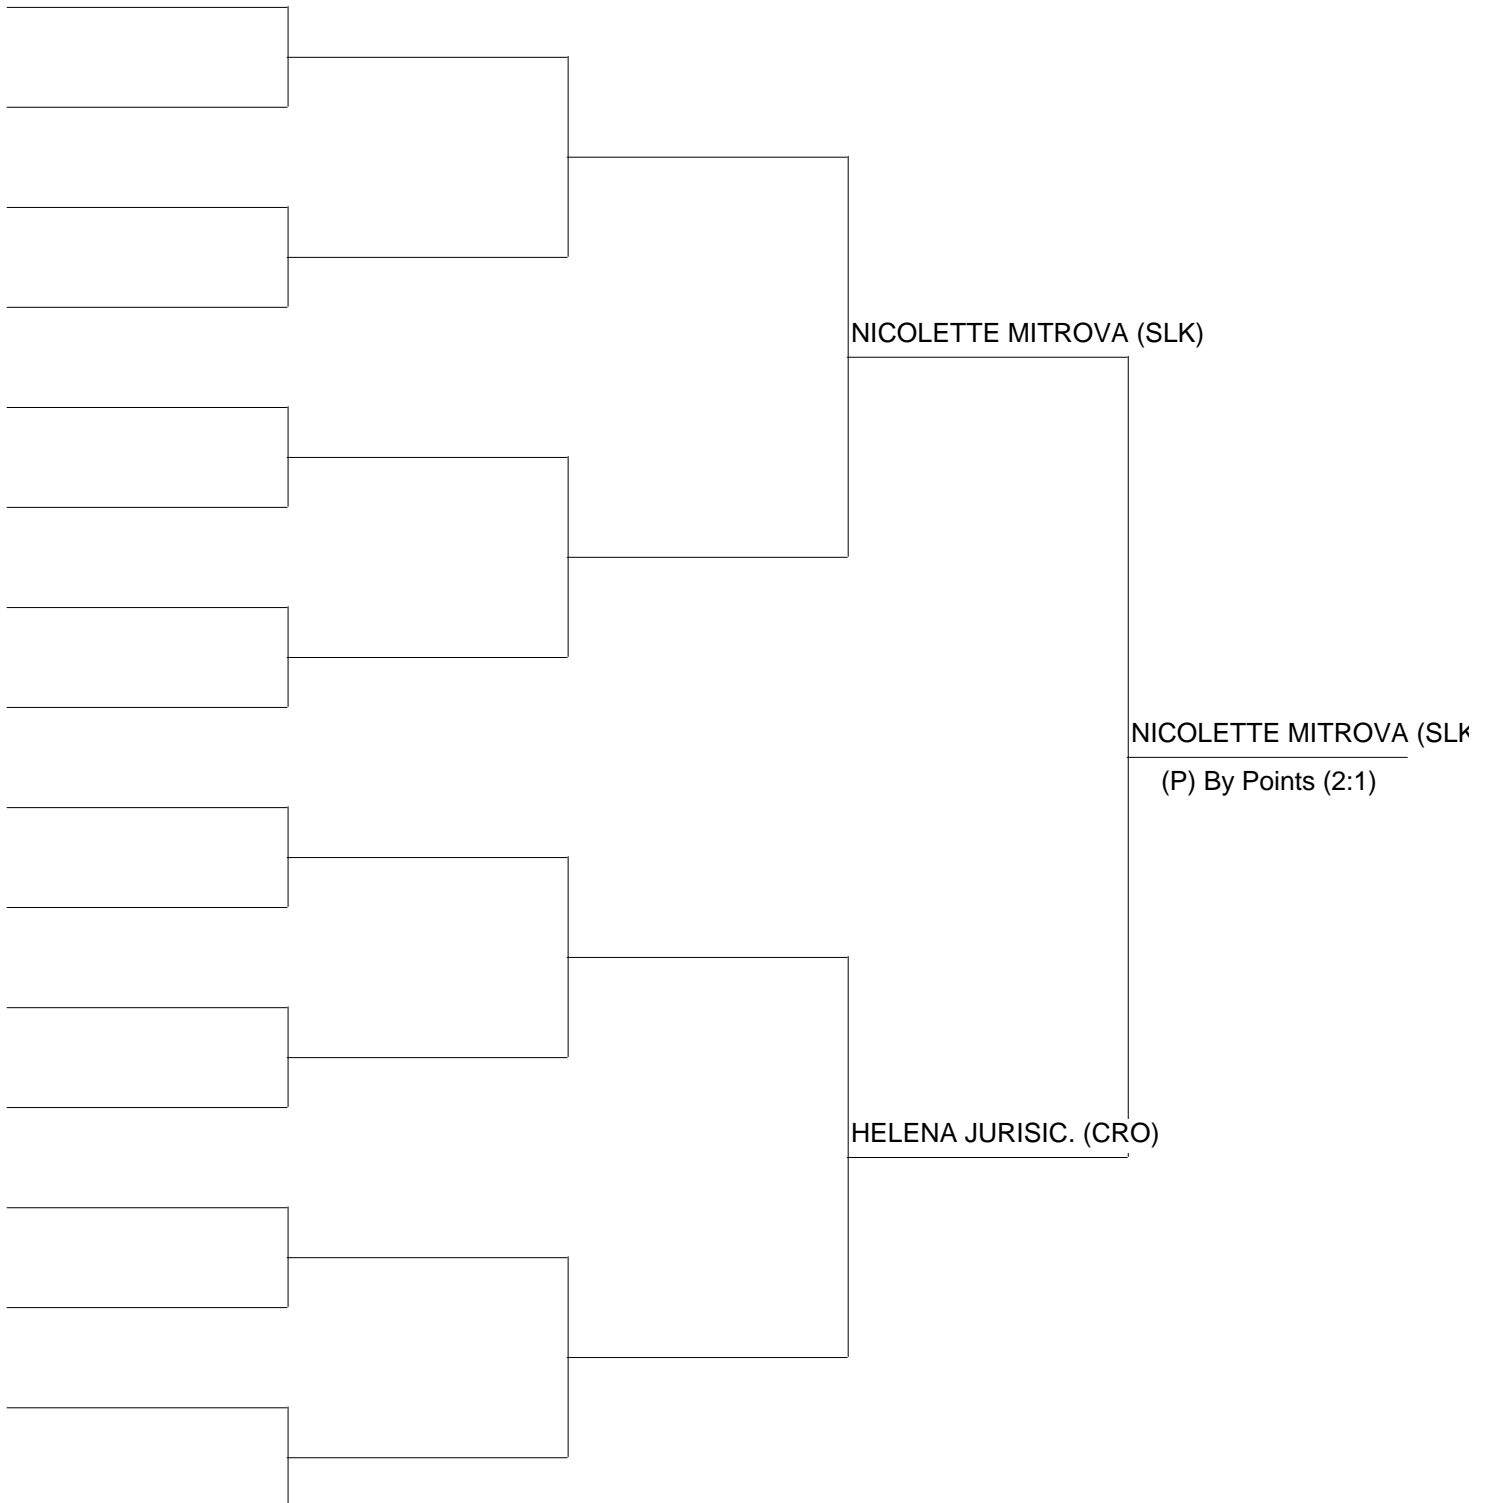 NICOLETTE MITROVA (SLK)
NICOLETTE MITROVA (SLK
(P) By Points (2:1)
HELENA JURISIC. (CRO)